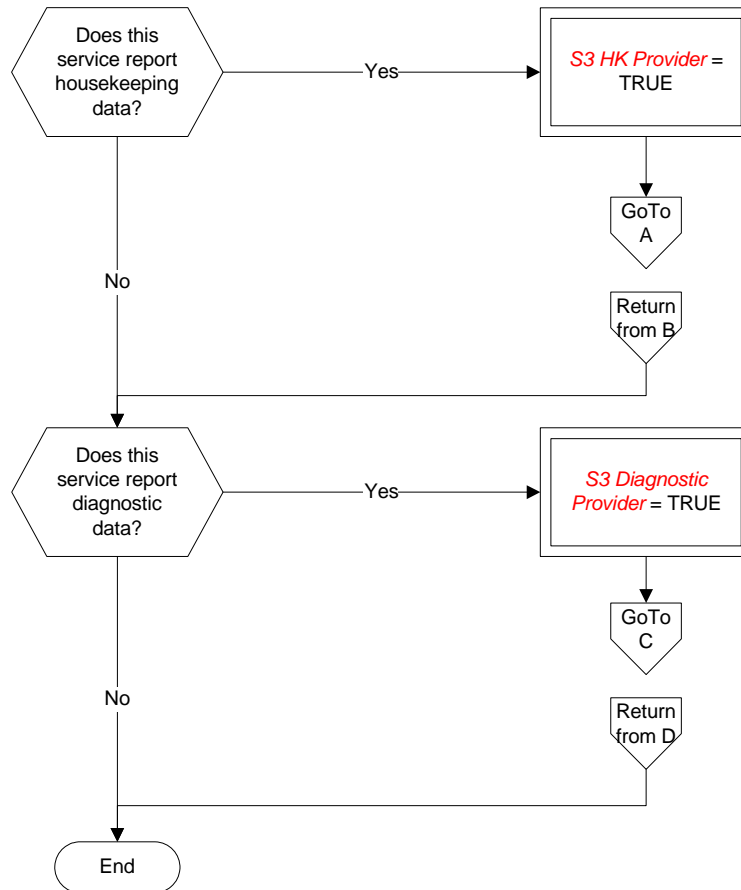 Does this
service report
housekeeping
data?
Yes
S3 HK Provider =
TRUE
GoTo
A
No
Return
from B
Does this
service report
diagnostic
data?
Yes
S3 Diagnostic
Provider = TRUE
GoTo
C
No
Return
from D
End